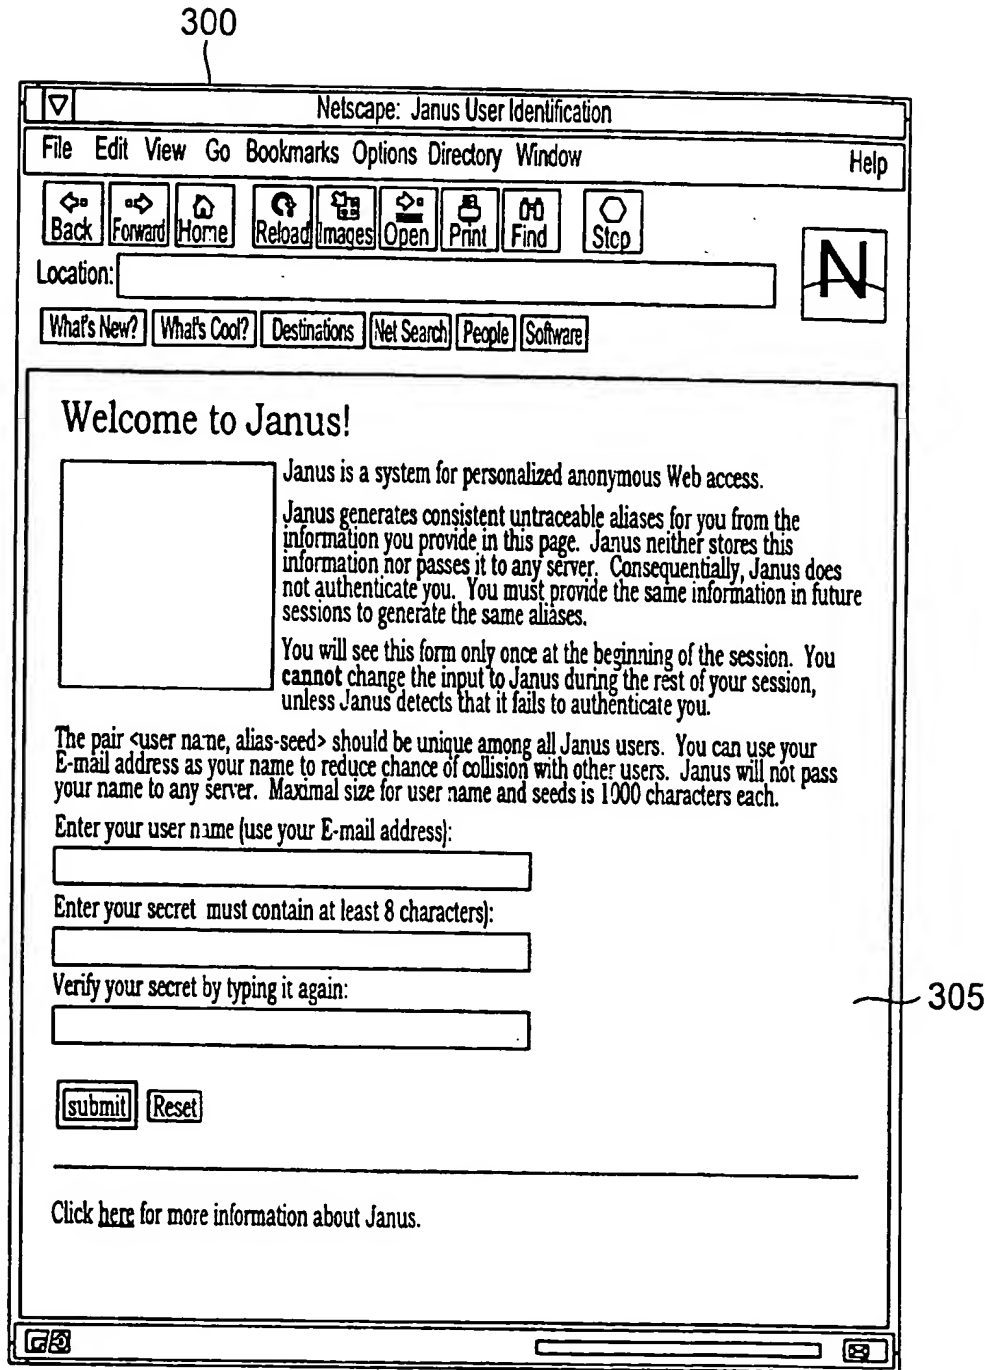 300
Netscape: Janus User Identification
File Edit View Go Bookmarks Options Directory Window Help
Back Forward Home Reload Images Open Print Find Stop
Location:
N
What's New? What's Cool? Destinations Net Search People Software
Welcome to Janus!
Janus is a system for personalized anonymous Web access.
Janus generates consistent untraceable aliases for you from the
information you provide in this page. Janus neither stores this
information nor passes it to any server. Consequentially, Janus does
not authenticate you. You must provide the same information in future
sessions to generate the same aliases.
You will see this form only once at the beginning of the session. You
cannot change the input to Janus during the rest of your session,
unless Janus detects that it fails to authenticate you.
The pair <user name, alias-seed> should be unique among all Janus users. You can use your
E-mail address as your name to reduce chance of collision with other users. Janus will not pass
your name to any server. Maximal size for user name and seeds is 1000 characters each.
Enter your user name (use your E-mail address):
Enter your secret must contain at least 8 characters):
Verify your secret by typing it again:
305
submit Reset
Click here for more information about Janus.